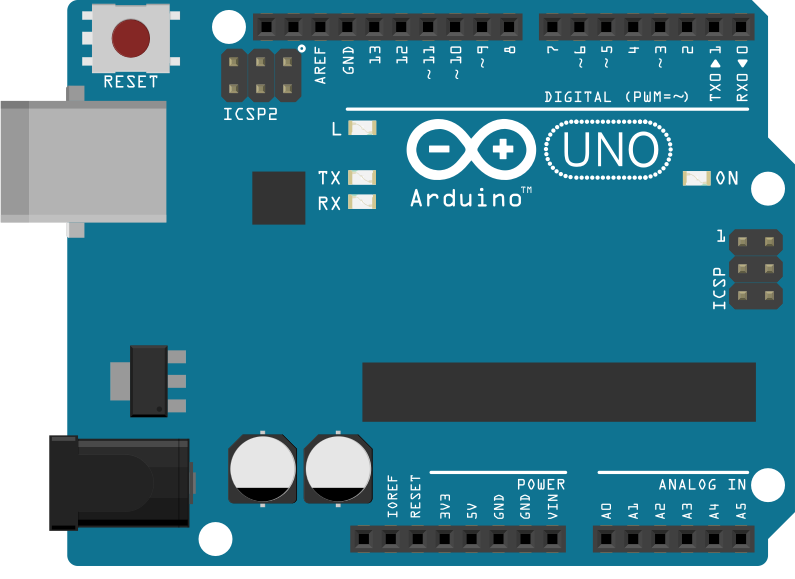 RESET
ICSP2
AREF
GND
13
12
~11
~10
~9
8
7
~6
~5
4
~3
2
TX0▶1
RX0◀0
DIGITAL (PWM=~)
L
TX
RX
UNO
Arduino™
ON
1
ICSP
POWER
ANALOG IN
IOREF
RESET
3V3
5V
GND
GND
VIN
A0
A1
A2
A3
A4
A5